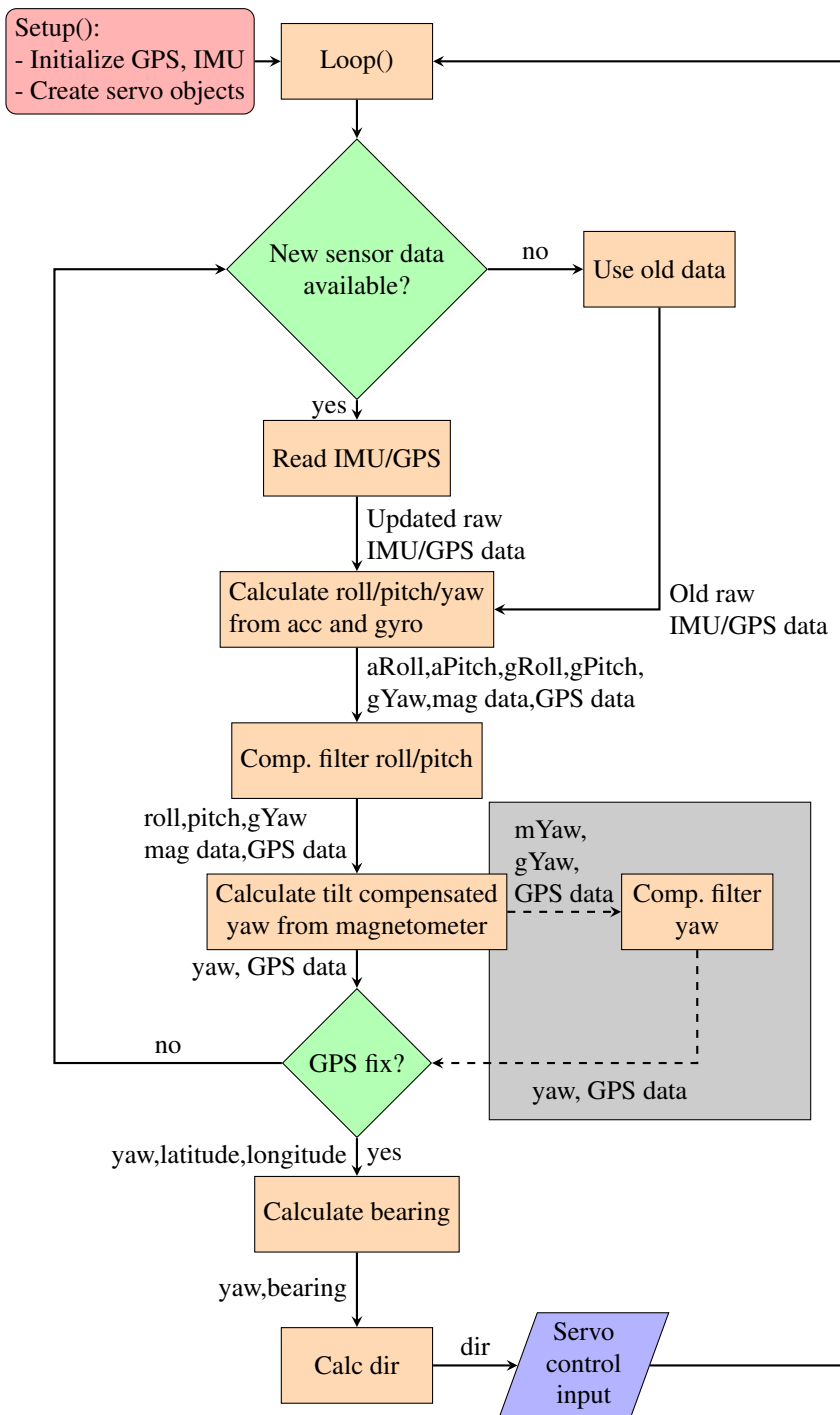 Setup():
- Initialize GPS, IMU
- Create servo objects
Loop()
New sensor data
available?
no
Use old data
yes
Read IMU/GPS
Updated raw
IMU/GPS data
Calculate roll/pitch/yaw
from acc and gyro
Old raw
IMU/GPS data
aRoll,aPitch,gRoll,gPitch,
gYaw,mag data,GPS data
Comp. filter roll/pitch
roll,pitch,gYaw
mag data,GPS data
mYaw,
gYaw,
GPS data
Calculate tilt compensated
yaw from magnetometer
Comp. filter
yaw
yaw, GPS data
no
GPS fix?
yaw, GPS data
yaw,latitude,longitude
yes
Calculate bearing
yaw,bearing
Calc dir
dir
Servo
control
input